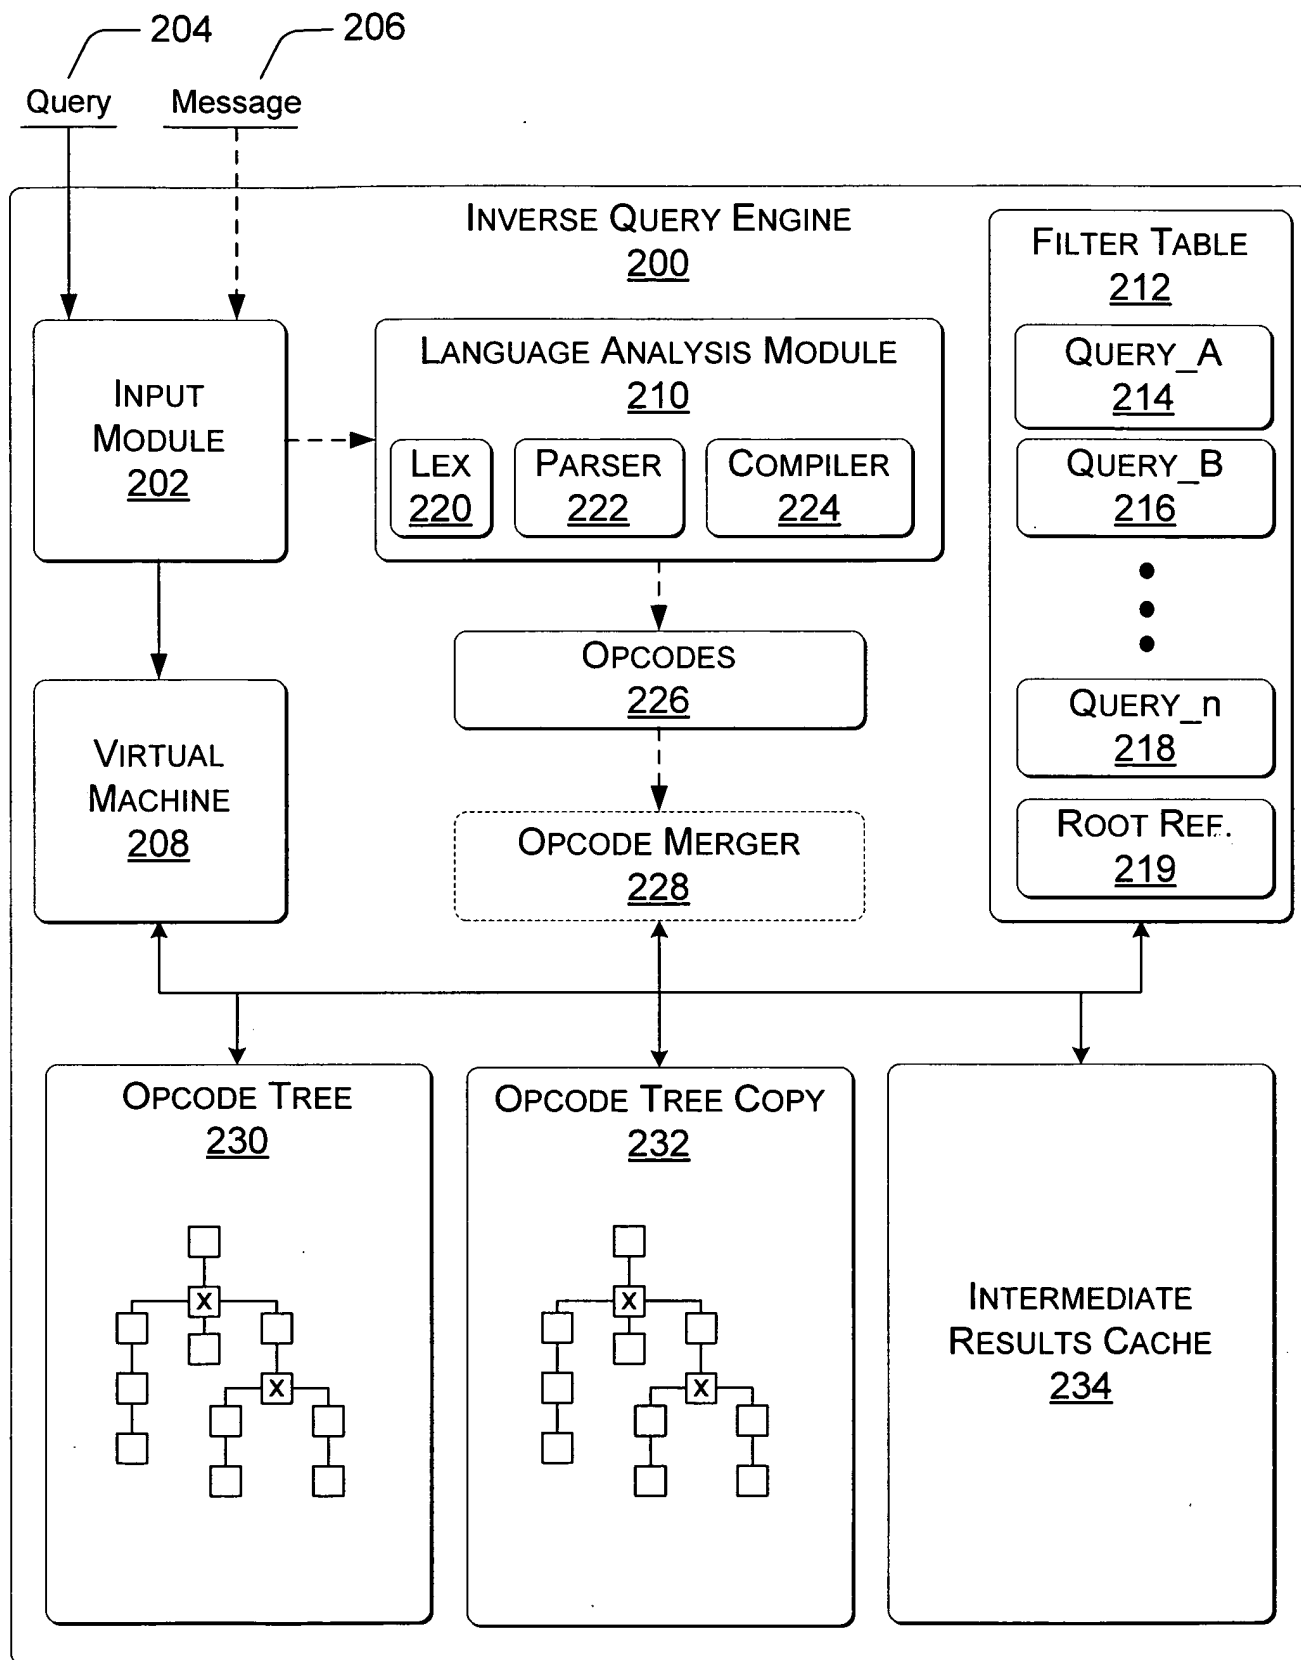 204
206
Query
Message
INVERSE QUERY ENGINE
200
FILTER TABLE
212
QUERY_A
214
QUERY_B
216
QUERY_n
218
ROOT REF.
219
INPUT
MODULE
202
LANGUAGE ANALYSIS MODULE
210
LEX
220
PARSER
222
COMPILER
224
OPCODES
226
VIRTUAL
MACHINE
208
OPCODE MERGER
228
OPCODE TREE
230
X
X
OPCODE TREE COPY
232
X
X
INTERMEDIATE
RESULTS CACHE
234